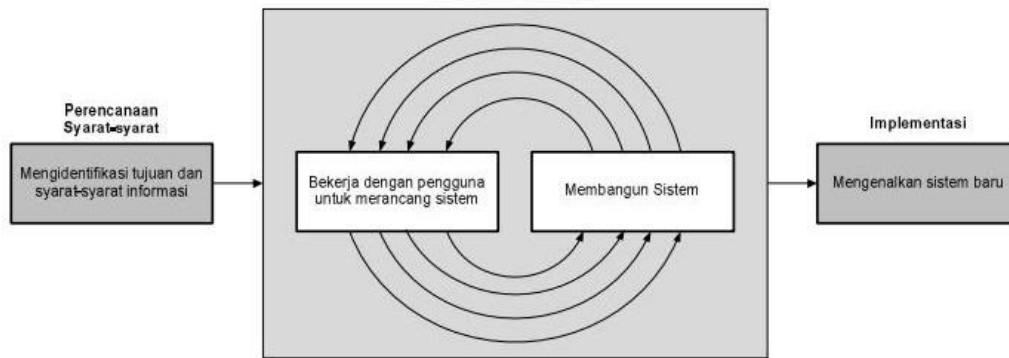 Perencanaan
Syarat-syarat
Mengidentifikasi tujuan dan
syarat-syarat informasi
Bekerja dengan pengguna
untuk merancang sistem
Membangun Sistem
Implementasi
Mengenalkan sistem baru